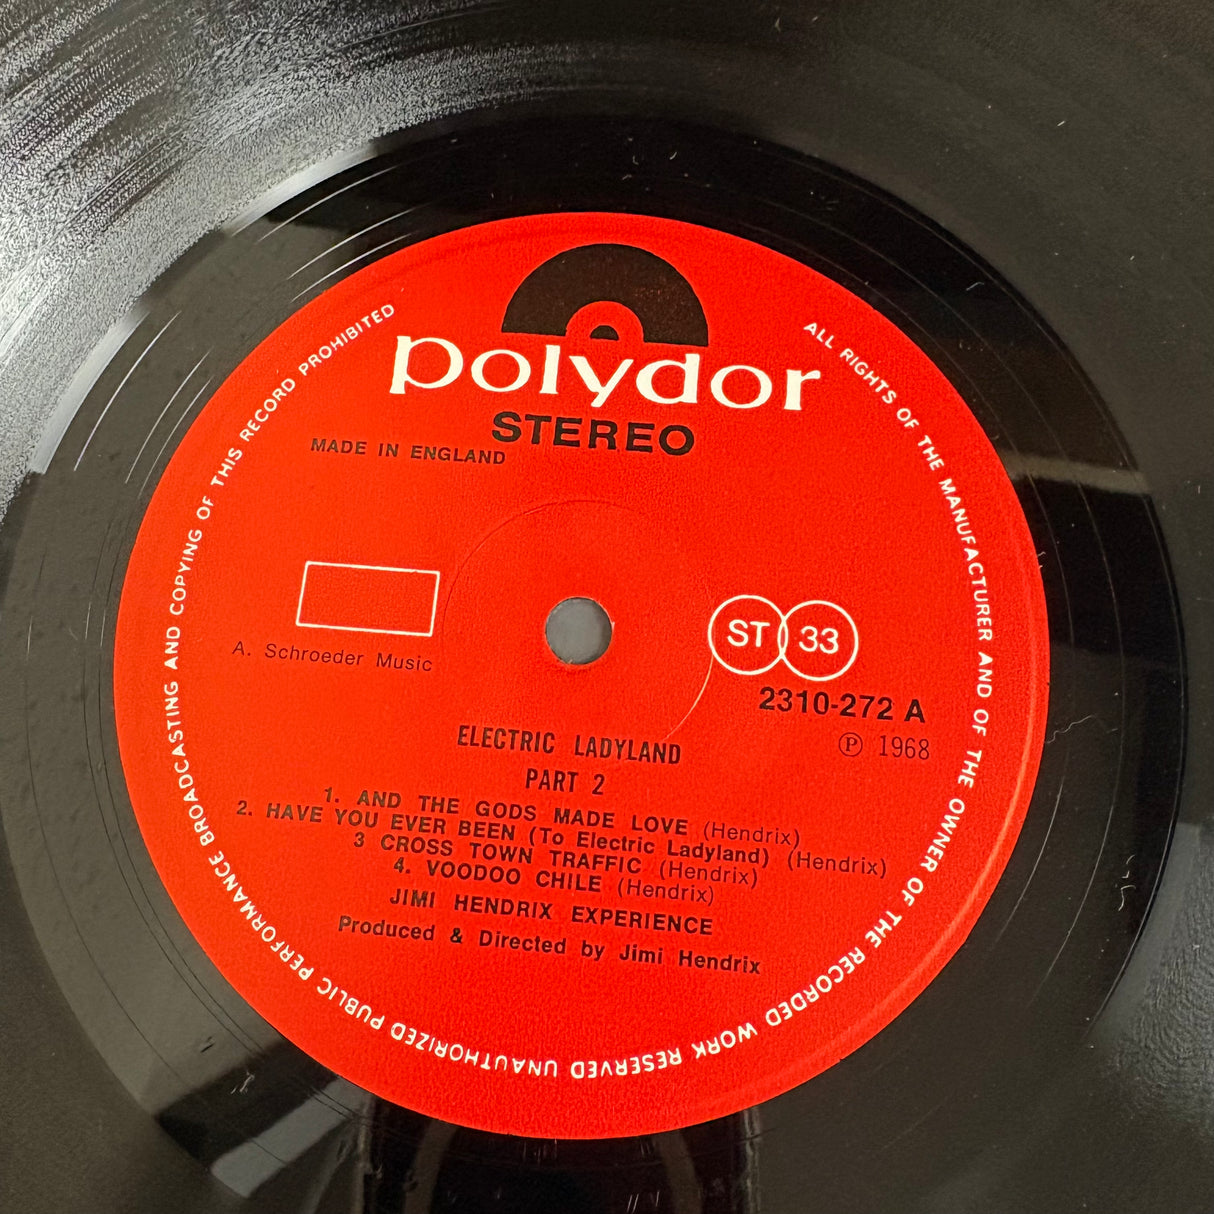 polydor
STEREO
MADE IN ENGLAND
ST 33
A. Schroeder Music
2310-272 A
℗ 1968
ELECTRIC LADYLAND
PART 2
1. AND THE GODS MADE LOVE (Hendrix)
2. HAVE YOU EVER BEEN (To Electric Ladyland) (Hendrix)
3 CROSS TOWN TRAFFIC (Hendrix)
4. VOODOO CHILE (Hendrix)
JIMI HENDRIX EXPERIENCE
Produced & Directed by Jimi Hendrix
ALL RIGHTS OF THE MANUFACTURER AND OF THE OWNER OF THE RECORDED WORK RESERVED UNAUTHORIZED PUBLIC PERFORMANCE BROADCASTING AND COPYING OF THIS RECORD PROHIBITED